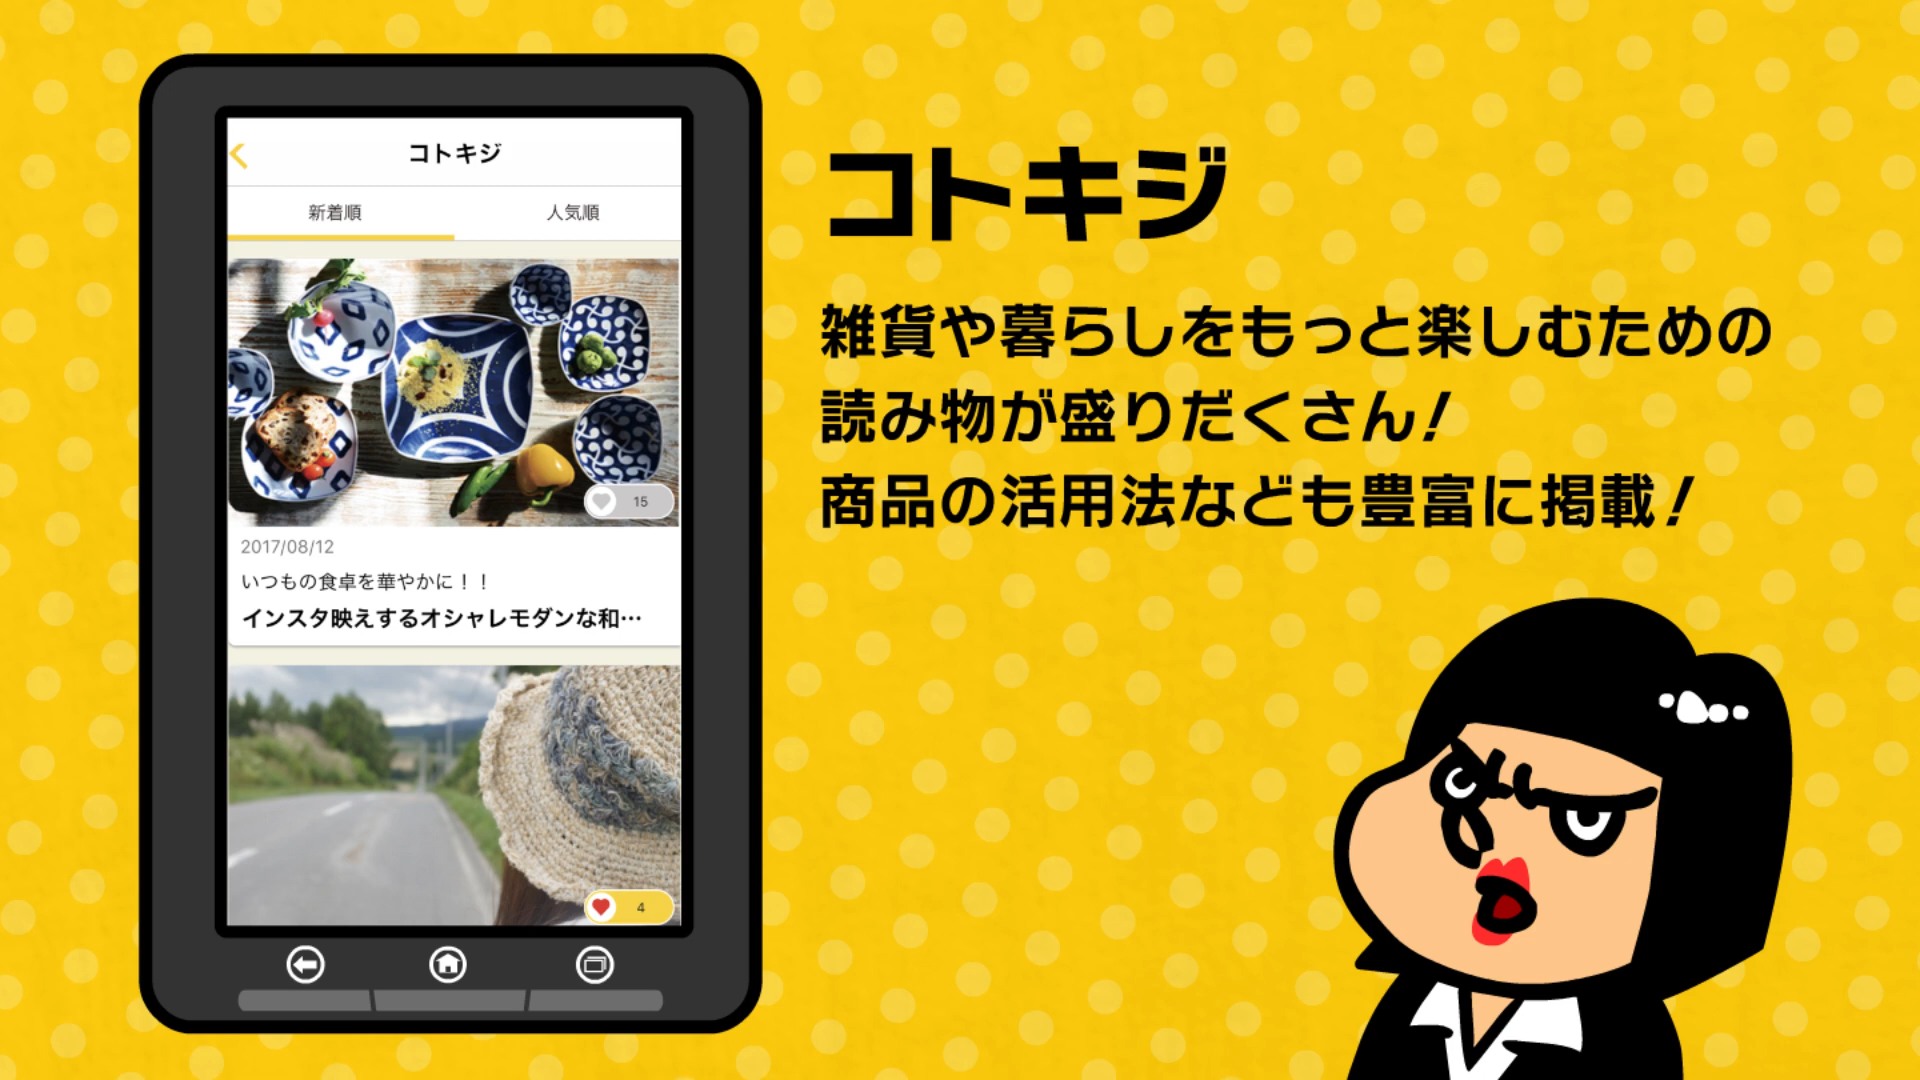 コトキジ
新着順
人気順
15
2017/08/12
いつもの食卓を華やかに！！
インスタ映えするオシャレモダンな和…
4
コトキジ
雑貨や暮らしをもっと楽しむための
読み物が盛りだくさん！
商品の活用法なども豊富に掲載！